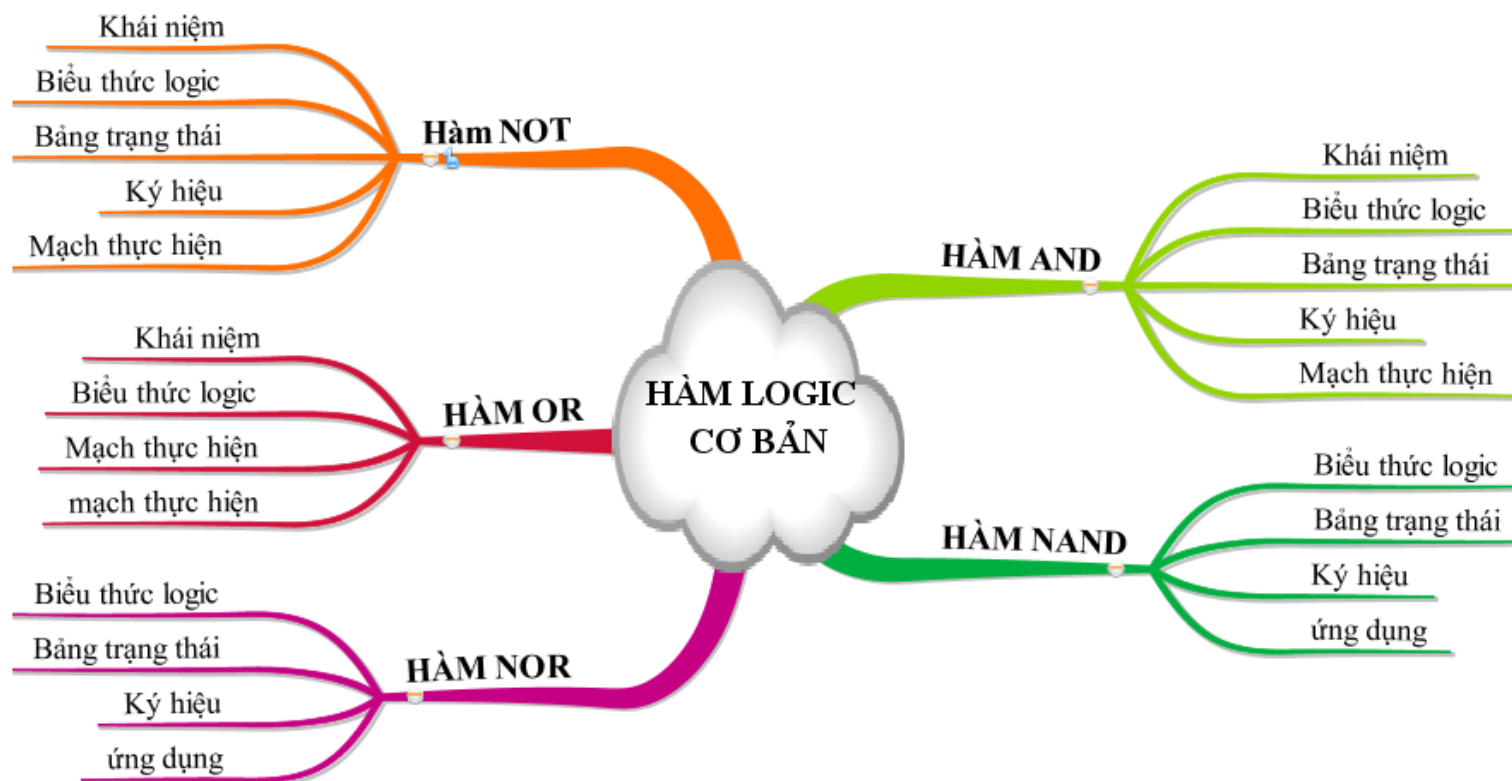 HÀM LOGIC
CƠ BẢN
Hàm NOT
Khái niệm
Biểu thức logic
Bảng trạng thái
Ký hiệu
Mạch thực hiện
HÀM OR
Khái niệm
Biểu thức logic
Mạch thực hiện
mạch thực hiện
HÀM NOR
Biểu thức logic
Bảng trạng thái
Ký hiệu
ứng dụng
HÀM AND
Khái niệm
Biểu thức logic
Bảng trạng thái
Ký hiệu
Mạch thực hiện
HÀM NAND
Biểu thức logic
Bảng trạng thái
Ký hiệu
ứng dụng